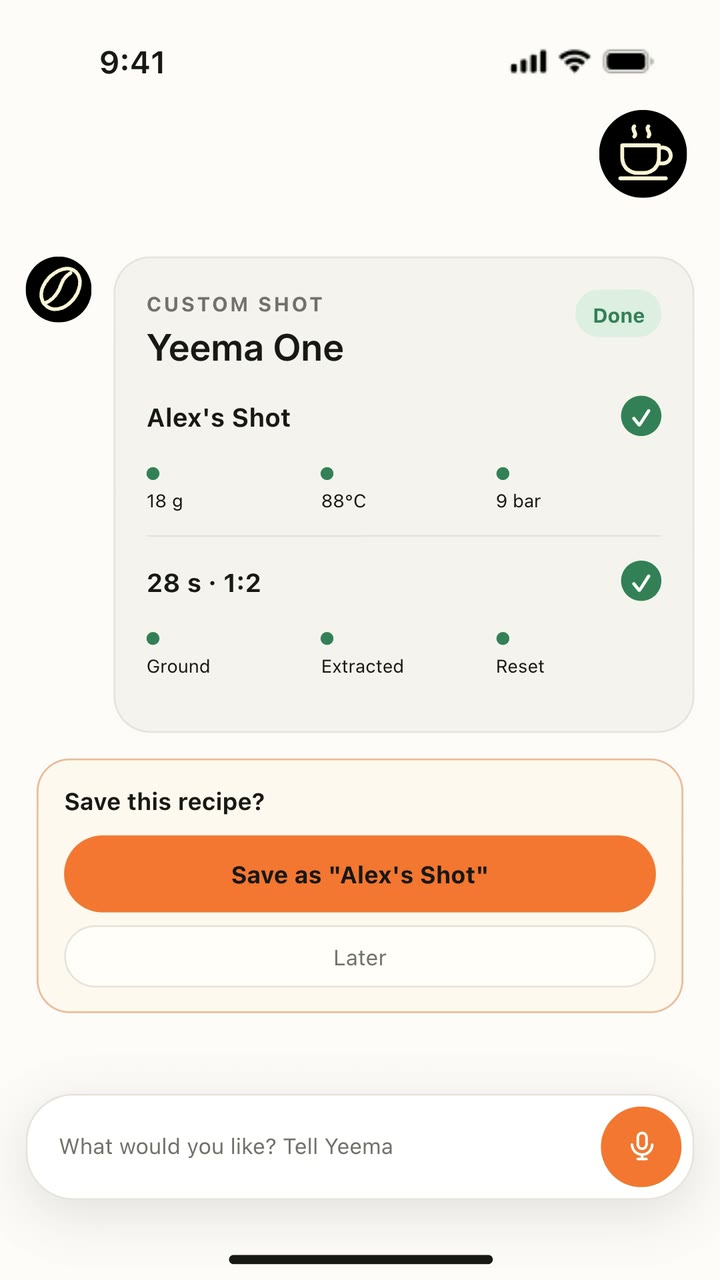 9:41
CUSTOM SHOT
Done
Yeema One
Alex's Shot
18 g
88°C
9 bar
28 s · 1:2
Ground
Extracted
Reset
Save this recipe?
Save as "Alex's Shot"
Later
What would you like? Tell Yeema